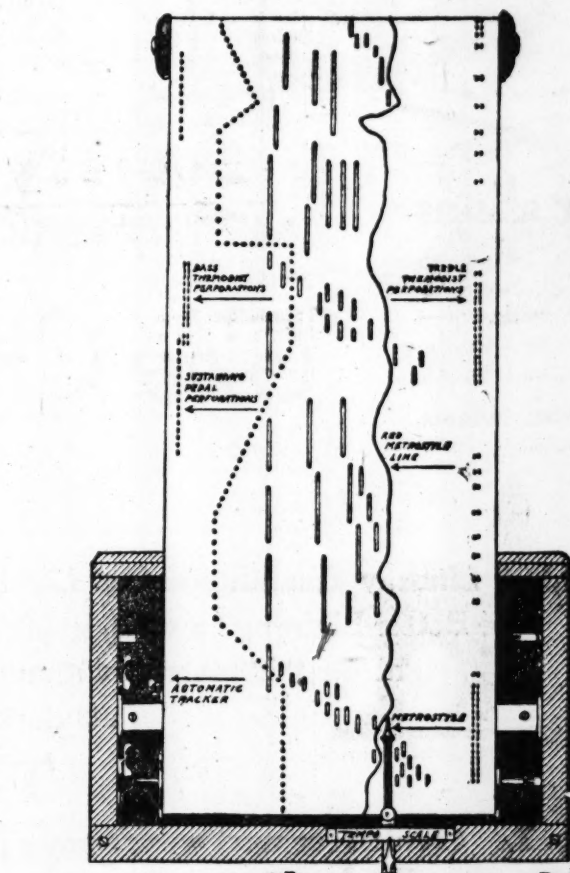 BASS
THEMODIST
PERFORATIONS
TREBLE
THEMODIST
PERFORATIONS
SUSTAINING
PEDAL
PERFORATIONS
RED
METROSTYLE
LINE
AUTOMATIC
TRACKER
METROSTYLE
TEMPO SCALE